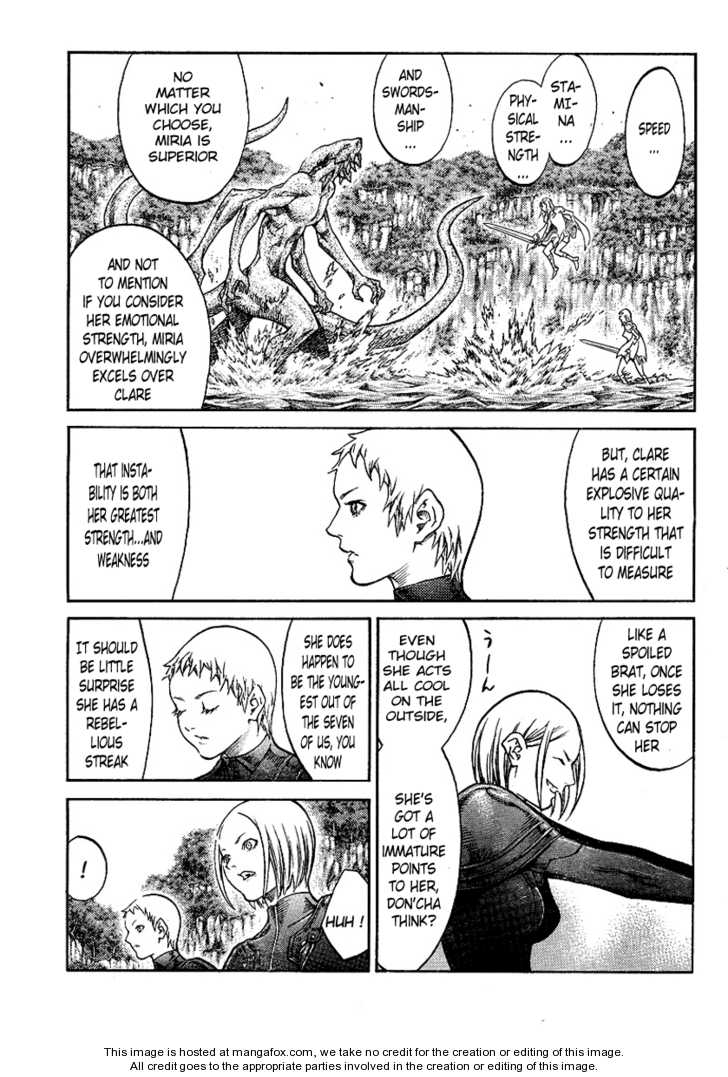 SPEED
...
STA-
MI-
NA
...
PHY-
SICAL
STRE-
NGTH
...
AND
SWORDS-
MAN-
SHIP
...
NO
MATTER
WHICH YOU
CHOOSE,
MIRIA IS
SUPERIOR
AND NOT
TO MENTION
IF YOU CONSIDER
HER EMOTIONAL
STRENGTH, MIRIA
OVERWHELMINGLY
EXCELS OVER
CLARE
BUT, CLARE
HAS A CERTAIN
EXPLOSIVE QUA-
LITY TO HER
STRENGTH THAT
IS DIFFICULT
TO MEASURE
THAT INSTA-
BILITY IS BOTH
HER GREATEST
STRENGTH...AND
WEAKNESS
LIKE A
SPOILED
BRAT, ONCE
SHE LOSES
IT, NOTHING
CAN STOP
HER
うーん
EVEN
THOUGH
SHE ACTS
ALL COOL
ON THE
OUTSIDE,
SHE'S
GOT A
LOT OF
IMMATURE
POINTS
TO HER,
DON'CHA
THINK?
SHE DOES
HAPPEN TO
BE THE YOUNG-
EST OUT OF
THE SEVEN
OF US, YOU
KNOW
IT SHOULD
BE LITTLE
SURPRISE
SHE HAS A
REBEL-
LIOUS
STREAK
HUH!
!
This image is hosted at mangafox.com, we take no credit for the creation or editing of this image.
All credit goes to the appropriate parties involved in the creation or editing of this image.